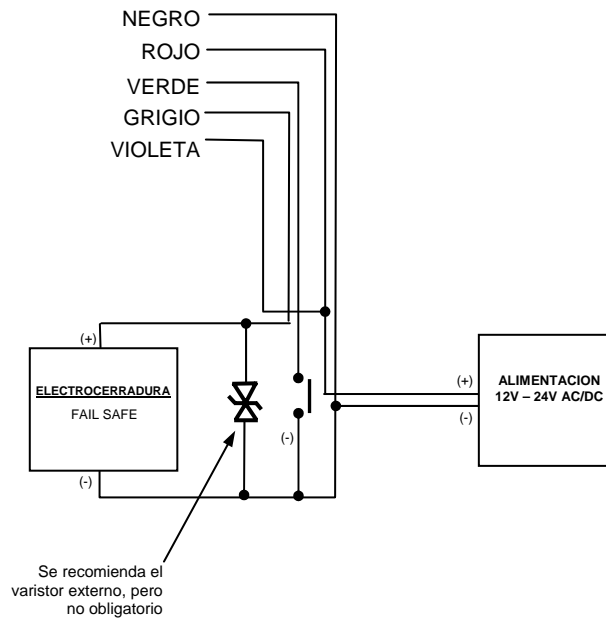 NEGRO
ROJO
VERDE
GRIGIO
VIOLETA
(+)
ELECTROCERRADURA
FAIL SAFE
(-)
(-)
(+)
(-)
ALIMENTACION
12V – 24V AC/DC
Se recomienda el
varistor externo, pero
no obligatorio